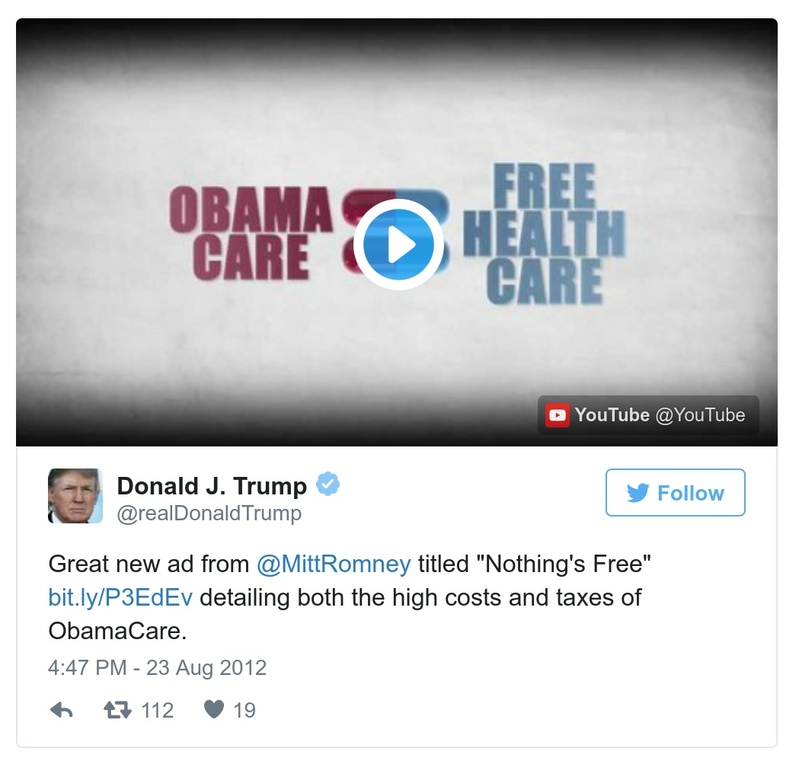 OBAMA
CARE
FREE
HEALTH
CARE
YouTube @YouTube
Donald J. Trump
@realDonaldTrump
Follow
Great new ad from @MittRomney titled "Nothing's Free"
bit.ly/P3EdEv detailing both the high costs and taxes of
ObamaCare.
4:47 PM - 23 Aug 2012
112 19